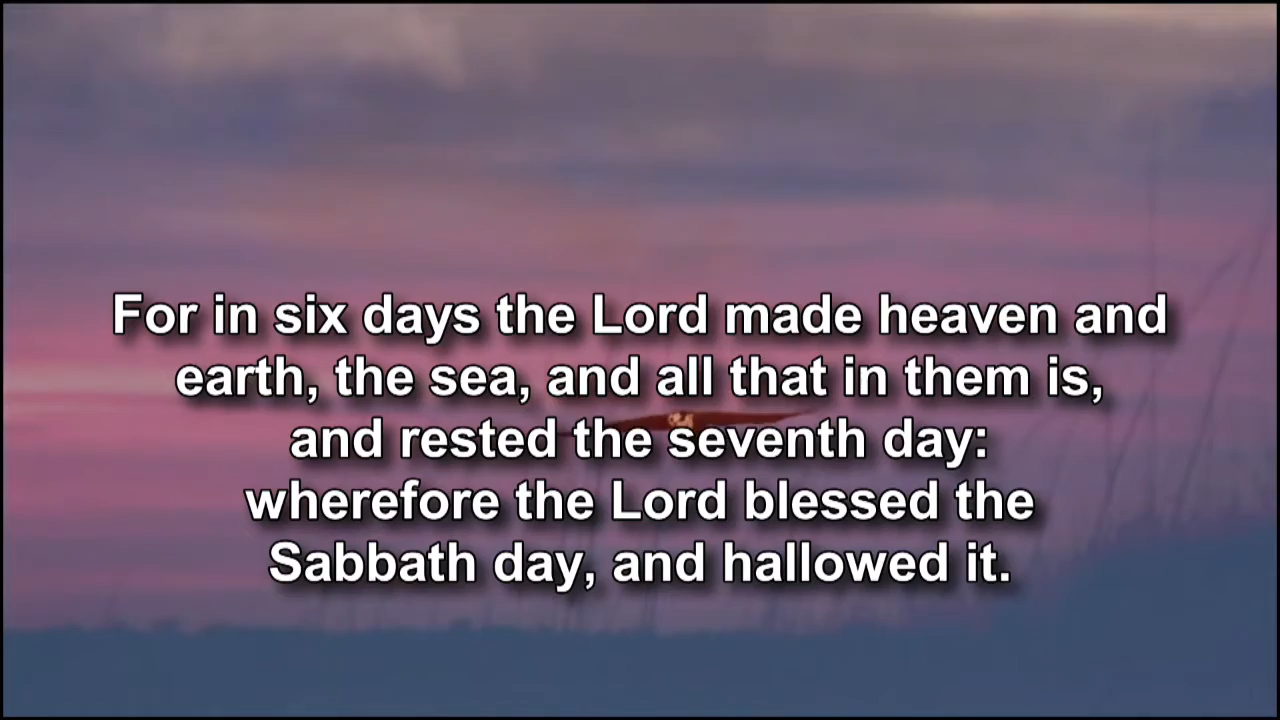 For in six days the Lord made heaven and
earth, the sea, and all that in them is,
and rested the seventh day:
wherefore the Lord blessed the
Sabbath day, and hallowed it.